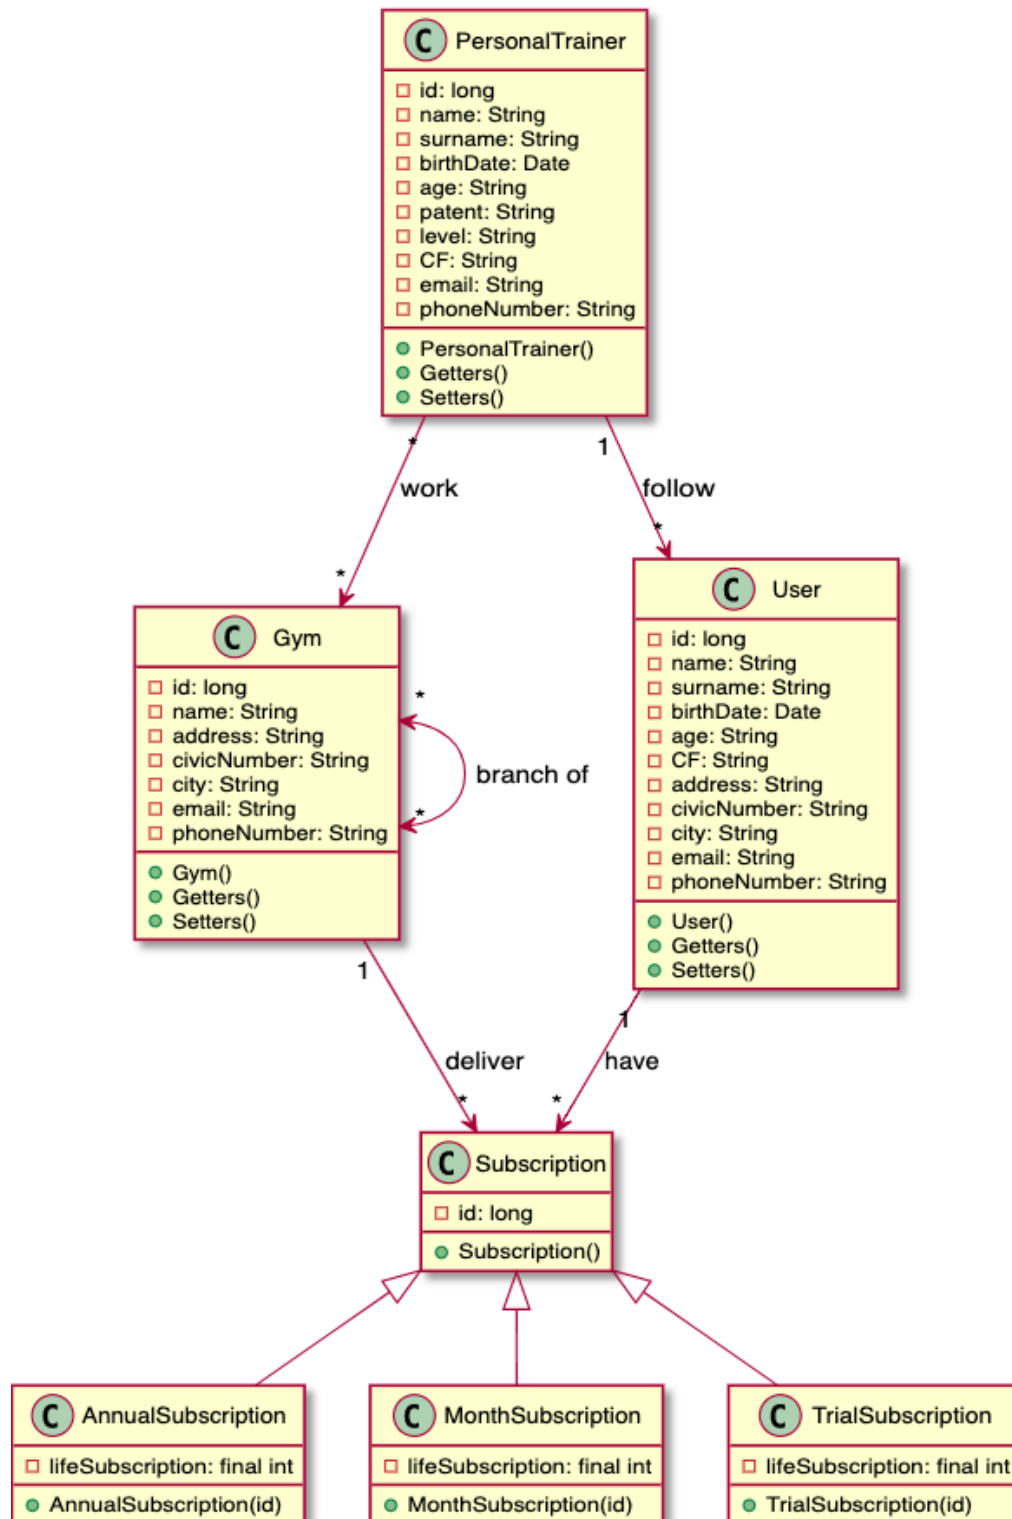 C PersonalTrainer
id: long
name: String
surname: String
birthDate: Date
age: String
patent: String
level: String
CF: String
email: String
phoneNumber: String
PersonalTrainer()
Getters()
Setters()
* 1
work follow
* *
C User
id: long
name: String
surname: String
birthDate: Date
age: String
CF: String
address: String
civicNumber: String
city: String
email: String
phoneNumber: String
User()
Getters()
Setters()
C Gym
id: long
name: String
address: String
civicNumber: String
city: String
email: String
phoneNumber: String
Gym()
Getters()
Setters()
*
branch of
*
1 1
deliver have
* *
C Subscription
id: long
Subscription()
C AnnualSubscription
lifeSubscription: final int
AnnualSubscription(id)
C MonthSubscription
lifeSubscription: final int
MonthSubscription(id)
C TrialSubscription
lifeSubscription: final int
TrialSubscription(id)